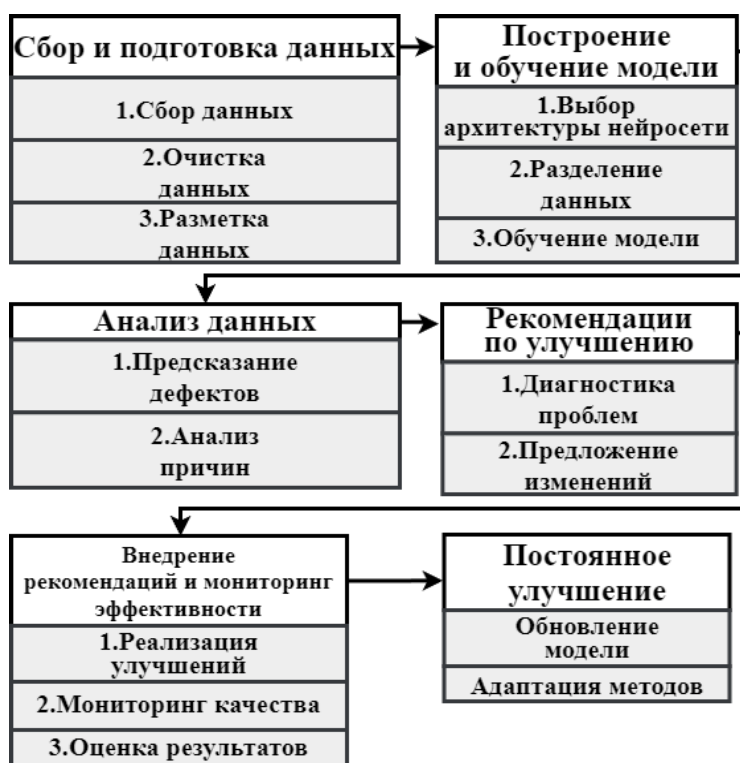 Сбор и подготовка данных
1.Сбор данных
2.Очистка
данных
3.Разметка
данных
Построение
и обучение модели
1.Выбор
архитектуры нейросети
2.Разделение
данных
3.Обучение модели
Анализ данных
1.Предсказание
дефектов
2.Анализ
причин
Рекомендации
по улучшению
1.Диагностика
проблем
2.Предложение
изменений
Внедрение
рекомендаций и мониторинг
эффективности
1.Реализация
улучшений
2.Мониторинг качества
3.Оценка результатов
Постоянное
улучшение
Обновление
модели
Адаптация методов